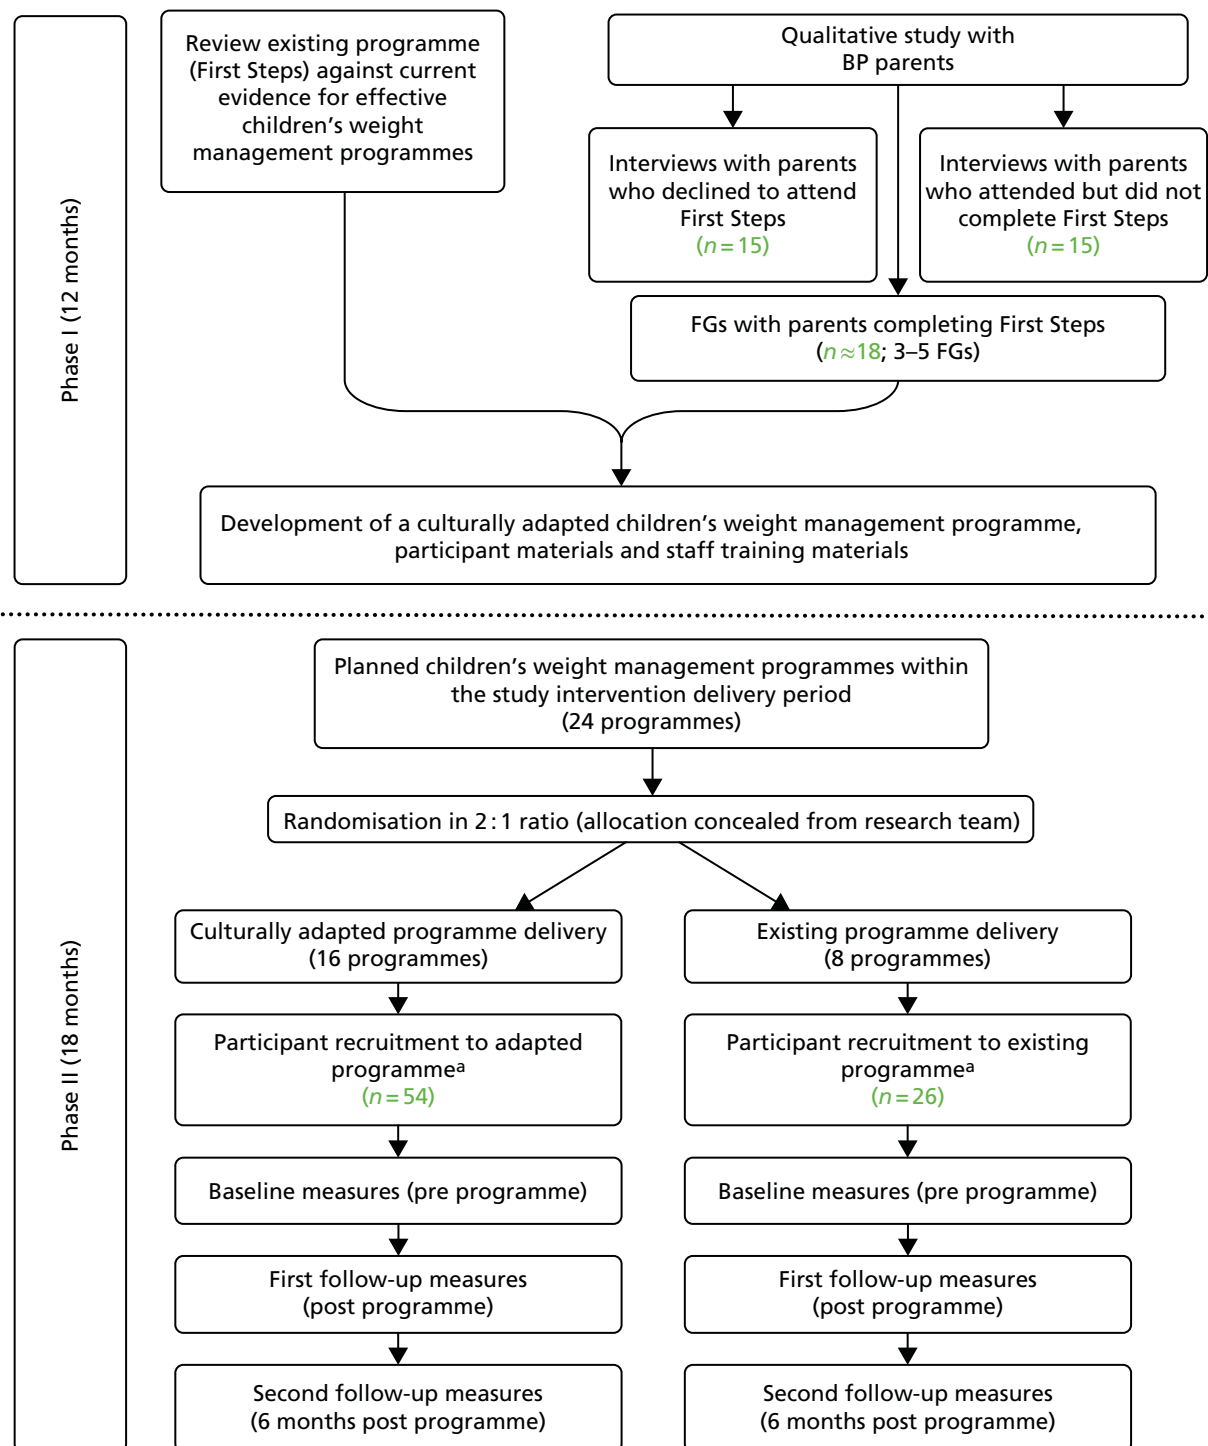 Phase I (12 months)
Review existing programme
(First Steps) against current
evidence for effective
children’s weight
management programmes
Qualitative study with
BP parents
Interviews with parents
who declined to attend
First Steps
(n = 15)
Interviews with parents
who attended but did not
complete First Steps
(n = 15)
FGs with parents completing First Steps
(n ≈ 18; 3–5 FGs)
Development of a culturally adapted children’s weight management programme,
participant materials and staff training materials
Phase II (18 months)
Planned children’s weight management programmes within
the study intervention delivery period
(24 programmes)
Randomisation in 2 : 1 ratio (allocation concealed from research team)
Culturally adapted programme delivery
(16 programmes)
Participant recruitment to adapted
programmeᵃ
(n = 54)
Baseline measures (pre programme)
First follow-up measures
(post programme)
Second follow-up measures
(6 months post programme)
Existing programme delivery
(8 programmes)
Participant recruitment to existing
programmeᵃ
(n = 26)
Baseline measures (pre programme)
First follow-up measures
(post programme)
Second follow-up measures
(6 months post programme)